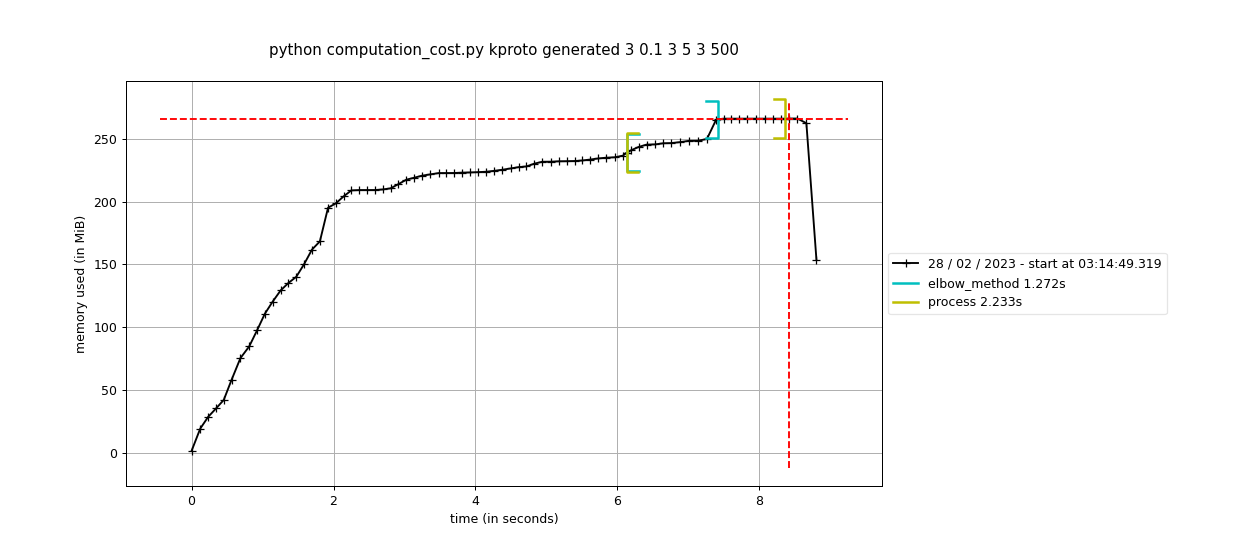 python computation_cost.py kproto generated 3 0.1 3 5 3 500
memory used (in MiB)
250
200
150
100
50
0
0 2 4 6 8
time (in seconds)
28 / 02 / 2023 - start at 03:14:49.319
elbow_method 1.272s
process 2.233s